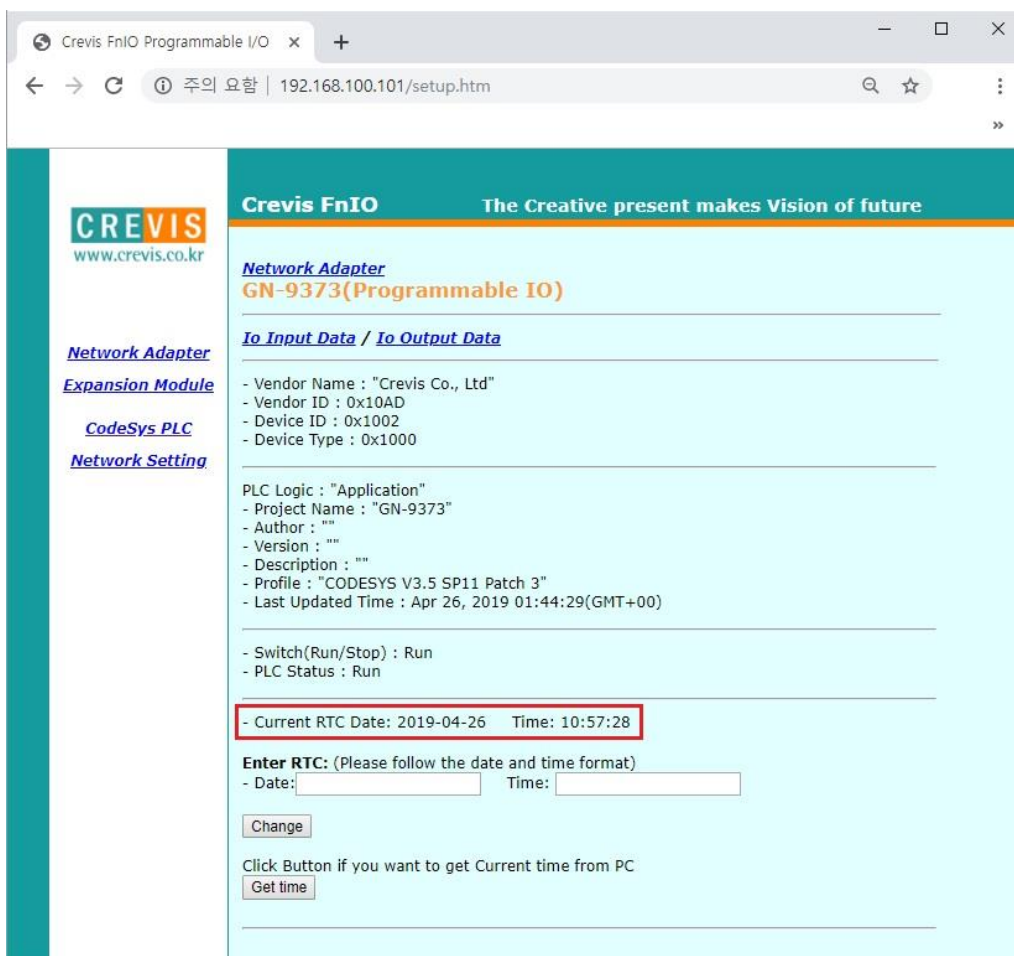 Crevis FnIO Programmable I/O
주의 요함 | 192.168.100.101/setup.htm
CREVIS
www.crevis.co.kr
Network Adapter
Expansion Module
CodeSys PLC
Network Setting
Crevis FnIO The Creative present makes Vision of future
Network Adapter
GN-9373(Programmable IO)
Io Input Data / Io Output Data
- Vendor Name : "Crevis Co., Ltd"
- Vendor ID : 0x10AD
- Device ID : 0x1002
- Device Type : 0x1000
PLC Logic : "Application"
- Project Name : "GN-9373"
- Author : ""
- Version : ""
- Description : ""
- Profile : "CODESYS V3.5 SP11 Patch 3"
- Last Updated Time : Apr 26, 2019 01:44:29(GMT+00)
- Switch(Run/Stop) : Run
- PLC Status : Run
- Current RTC Date: 2019-04-26 Time: 10:57:28
Enter RTC: (Please follow the date and time format)
- Date: Time:
Change
Click Button if you want to get Current time from PC
Get time